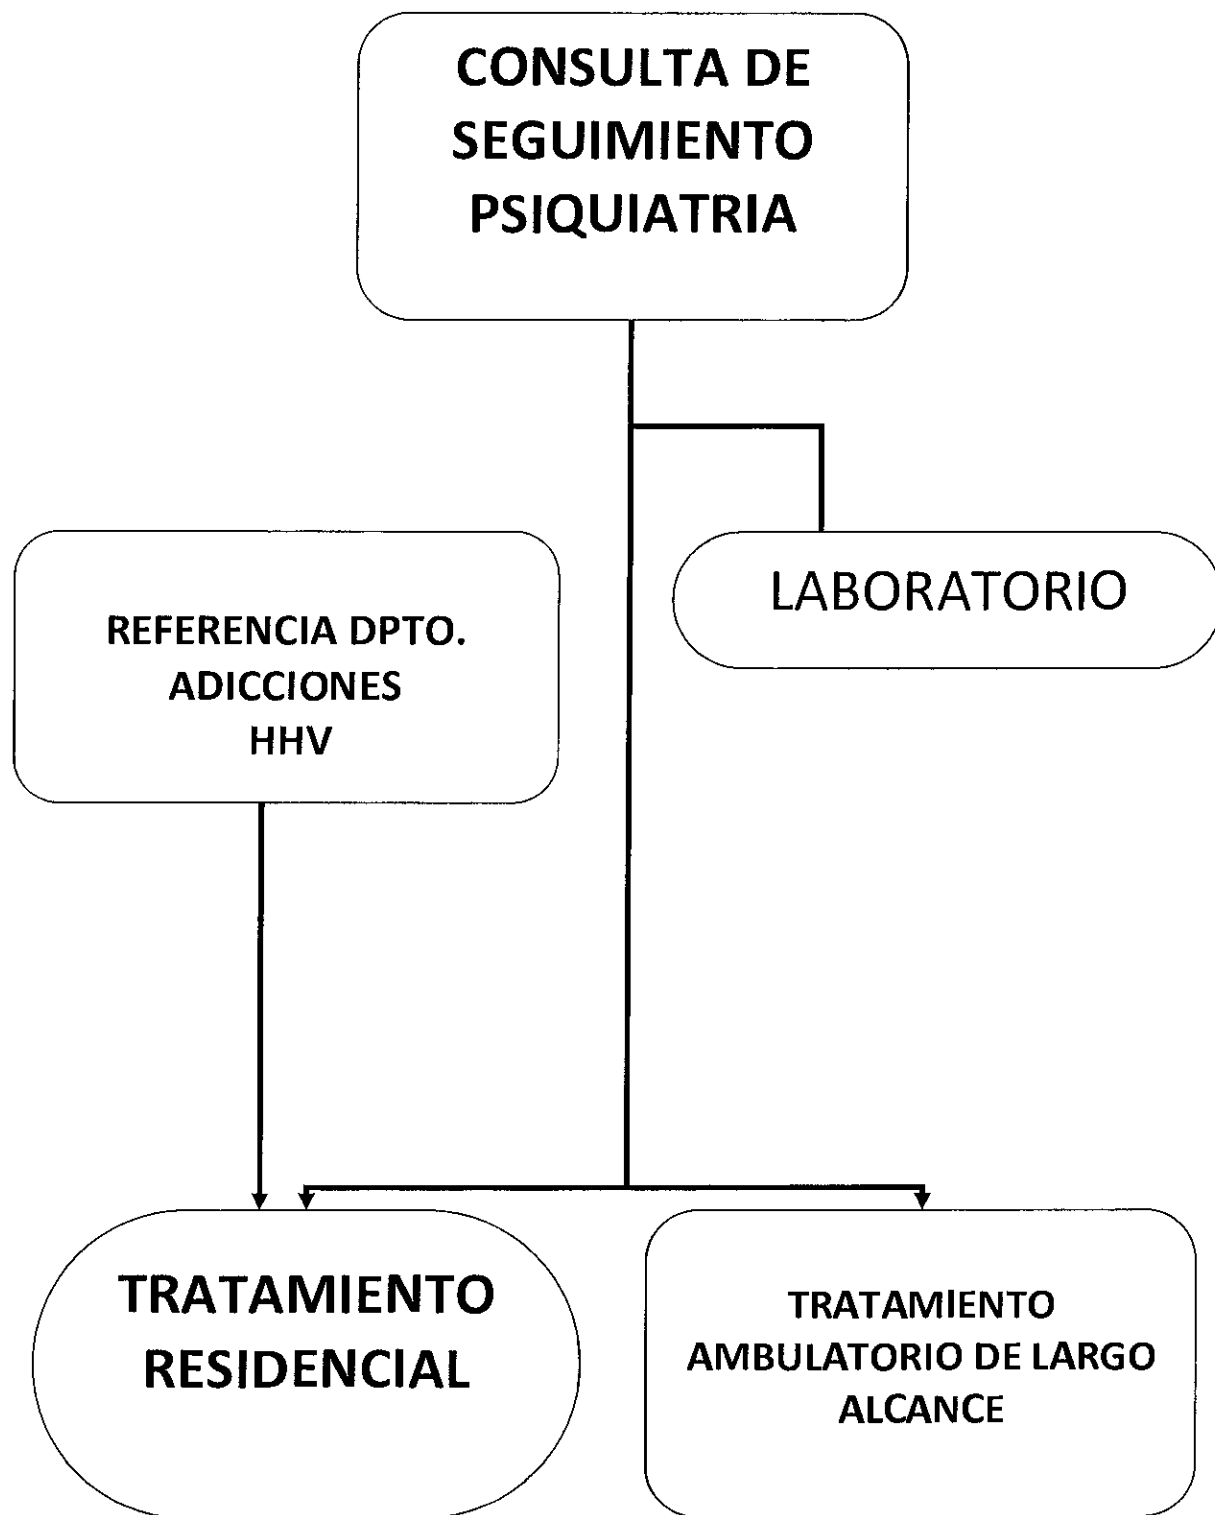 CONSULTA DE
SEGUIMIENTO
PSIQUIATRIA
LABORATORIO
REFERENCIA DPTO.
ADICCIONES
HHV
TRATAMIENTO
RESIDENCIAL
TRATAMIENTO
AMBULATORIO DE LARGO
ALCANCE